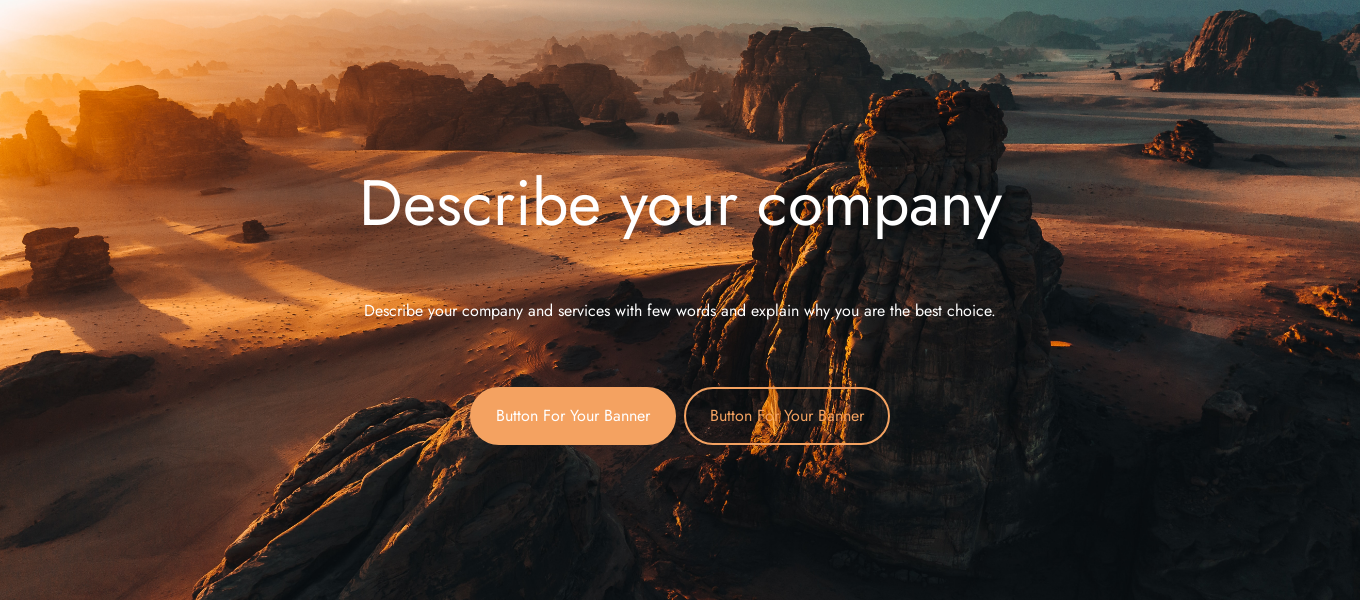 Describe your company
Describe your company and services with few words and explain why you are the best choice.
Button For Your Banner
Button For Your Banner